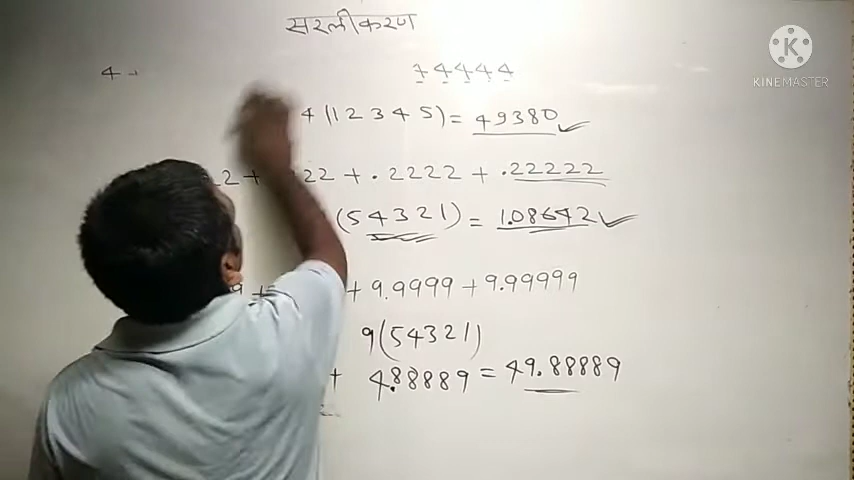 सरलीकरण
KINEMASTER
4 +
44444
4(12345) = 49380
22 + 222 + .2222 + .22222
(54321) = 1.08642
+ 9.9999 + 9.99999
9(54321)
+ 4.88889 = 49.88889